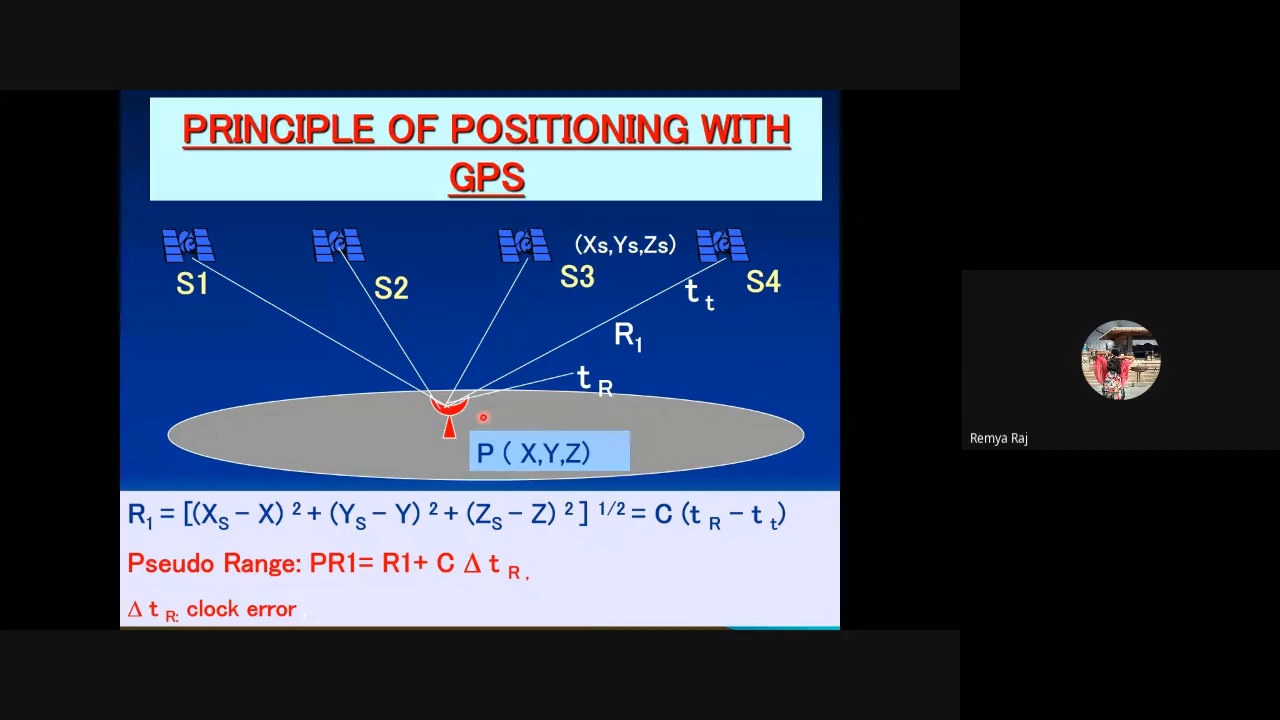 PRINCIPLE OF POSITIONING WITH
GPS
(Xs,Ys,Zs)
S1
S2
S3
S4
t t
R1
t R
P ( X,Y,Z)
R1 = [(XS – X) 2 + (YS – Y) 2 + (ZS – Z) 2 ] 1/2 = C (t R – t t)
Pseudo Range: PR1= R1+ C Δ t R ,
Δ t R: clock error
Remya Raj